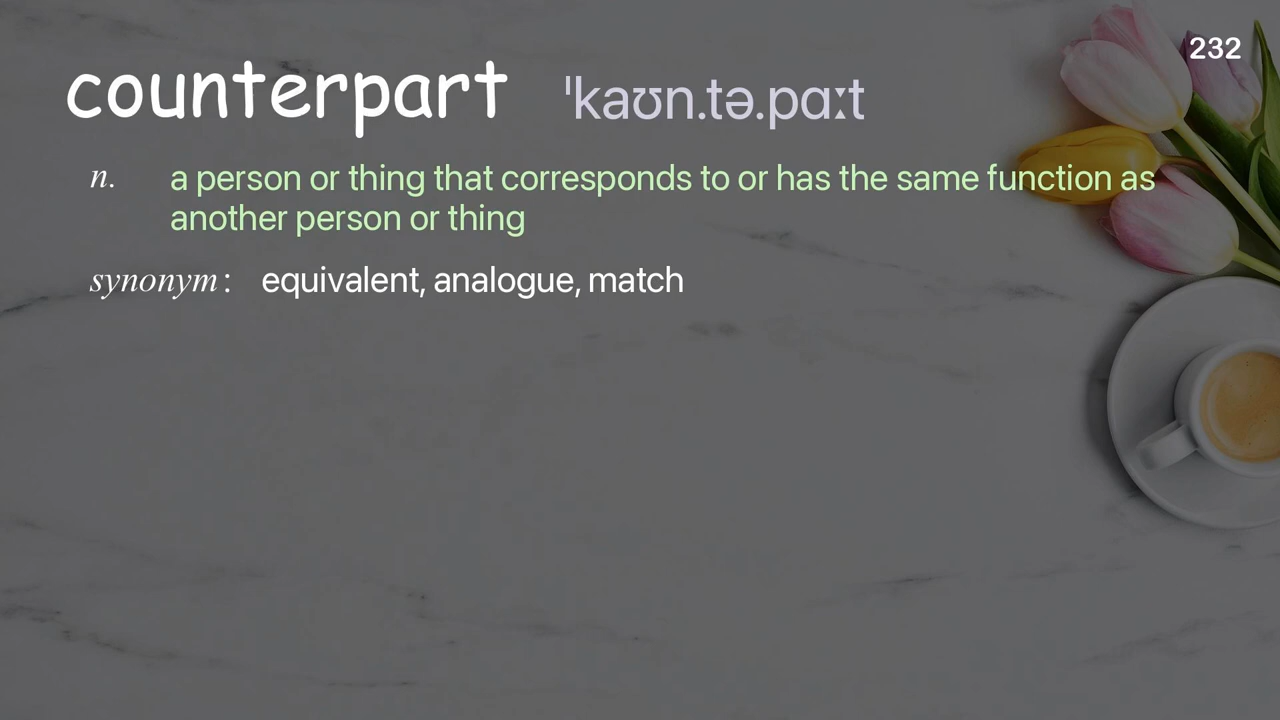 232
counterpart ˈkaʊn.tə.pɑːt
n. a person or thing that corresponds to or has the same function as
another person or thing
synonym: equivalent, analogue, match